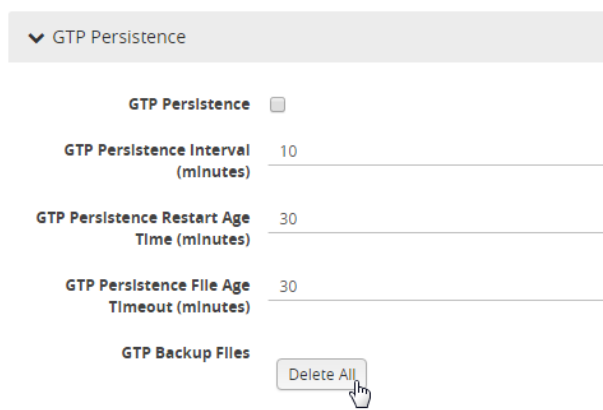 GTP Persistence
GTP Persistence
GTP Persistence Interval
(minutes)
10
GTP Persistence Restart Age
Time (minutes)
30
GTP Persistence File Age
Timeout (minutes)
30
GTP Backup Files
Delete All